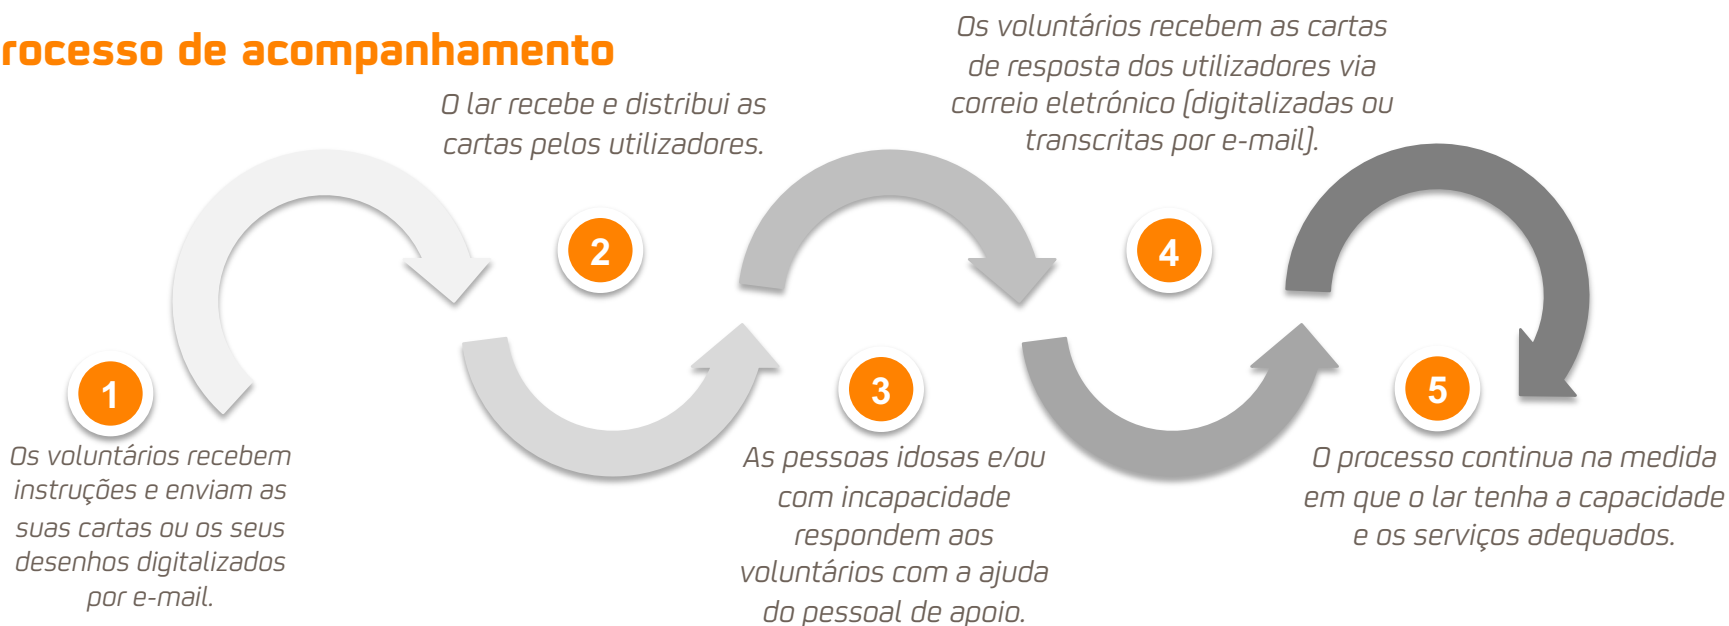 rocesso de acompanhamento
1
Os voluntários recebem
instruções e enviam as
suas cartas ou os seus
desenhos digitalizados
por e-mail.
O lar recebe e distribui as
cartas pelos utilizadores.
2
3
As pessoas idosas e/ou
com incapacidade
respondem aos
voluntários com a ajuda
do pessoal de apoio.
Os voluntários recebem as cartas
de resposta dos utilizadores via
correio eletrónico (digitalizadas ou
transcritas por e-mail).
4
5
O processo continua na medida
em que o lar tenha a capacidade
e os serviços adequados.